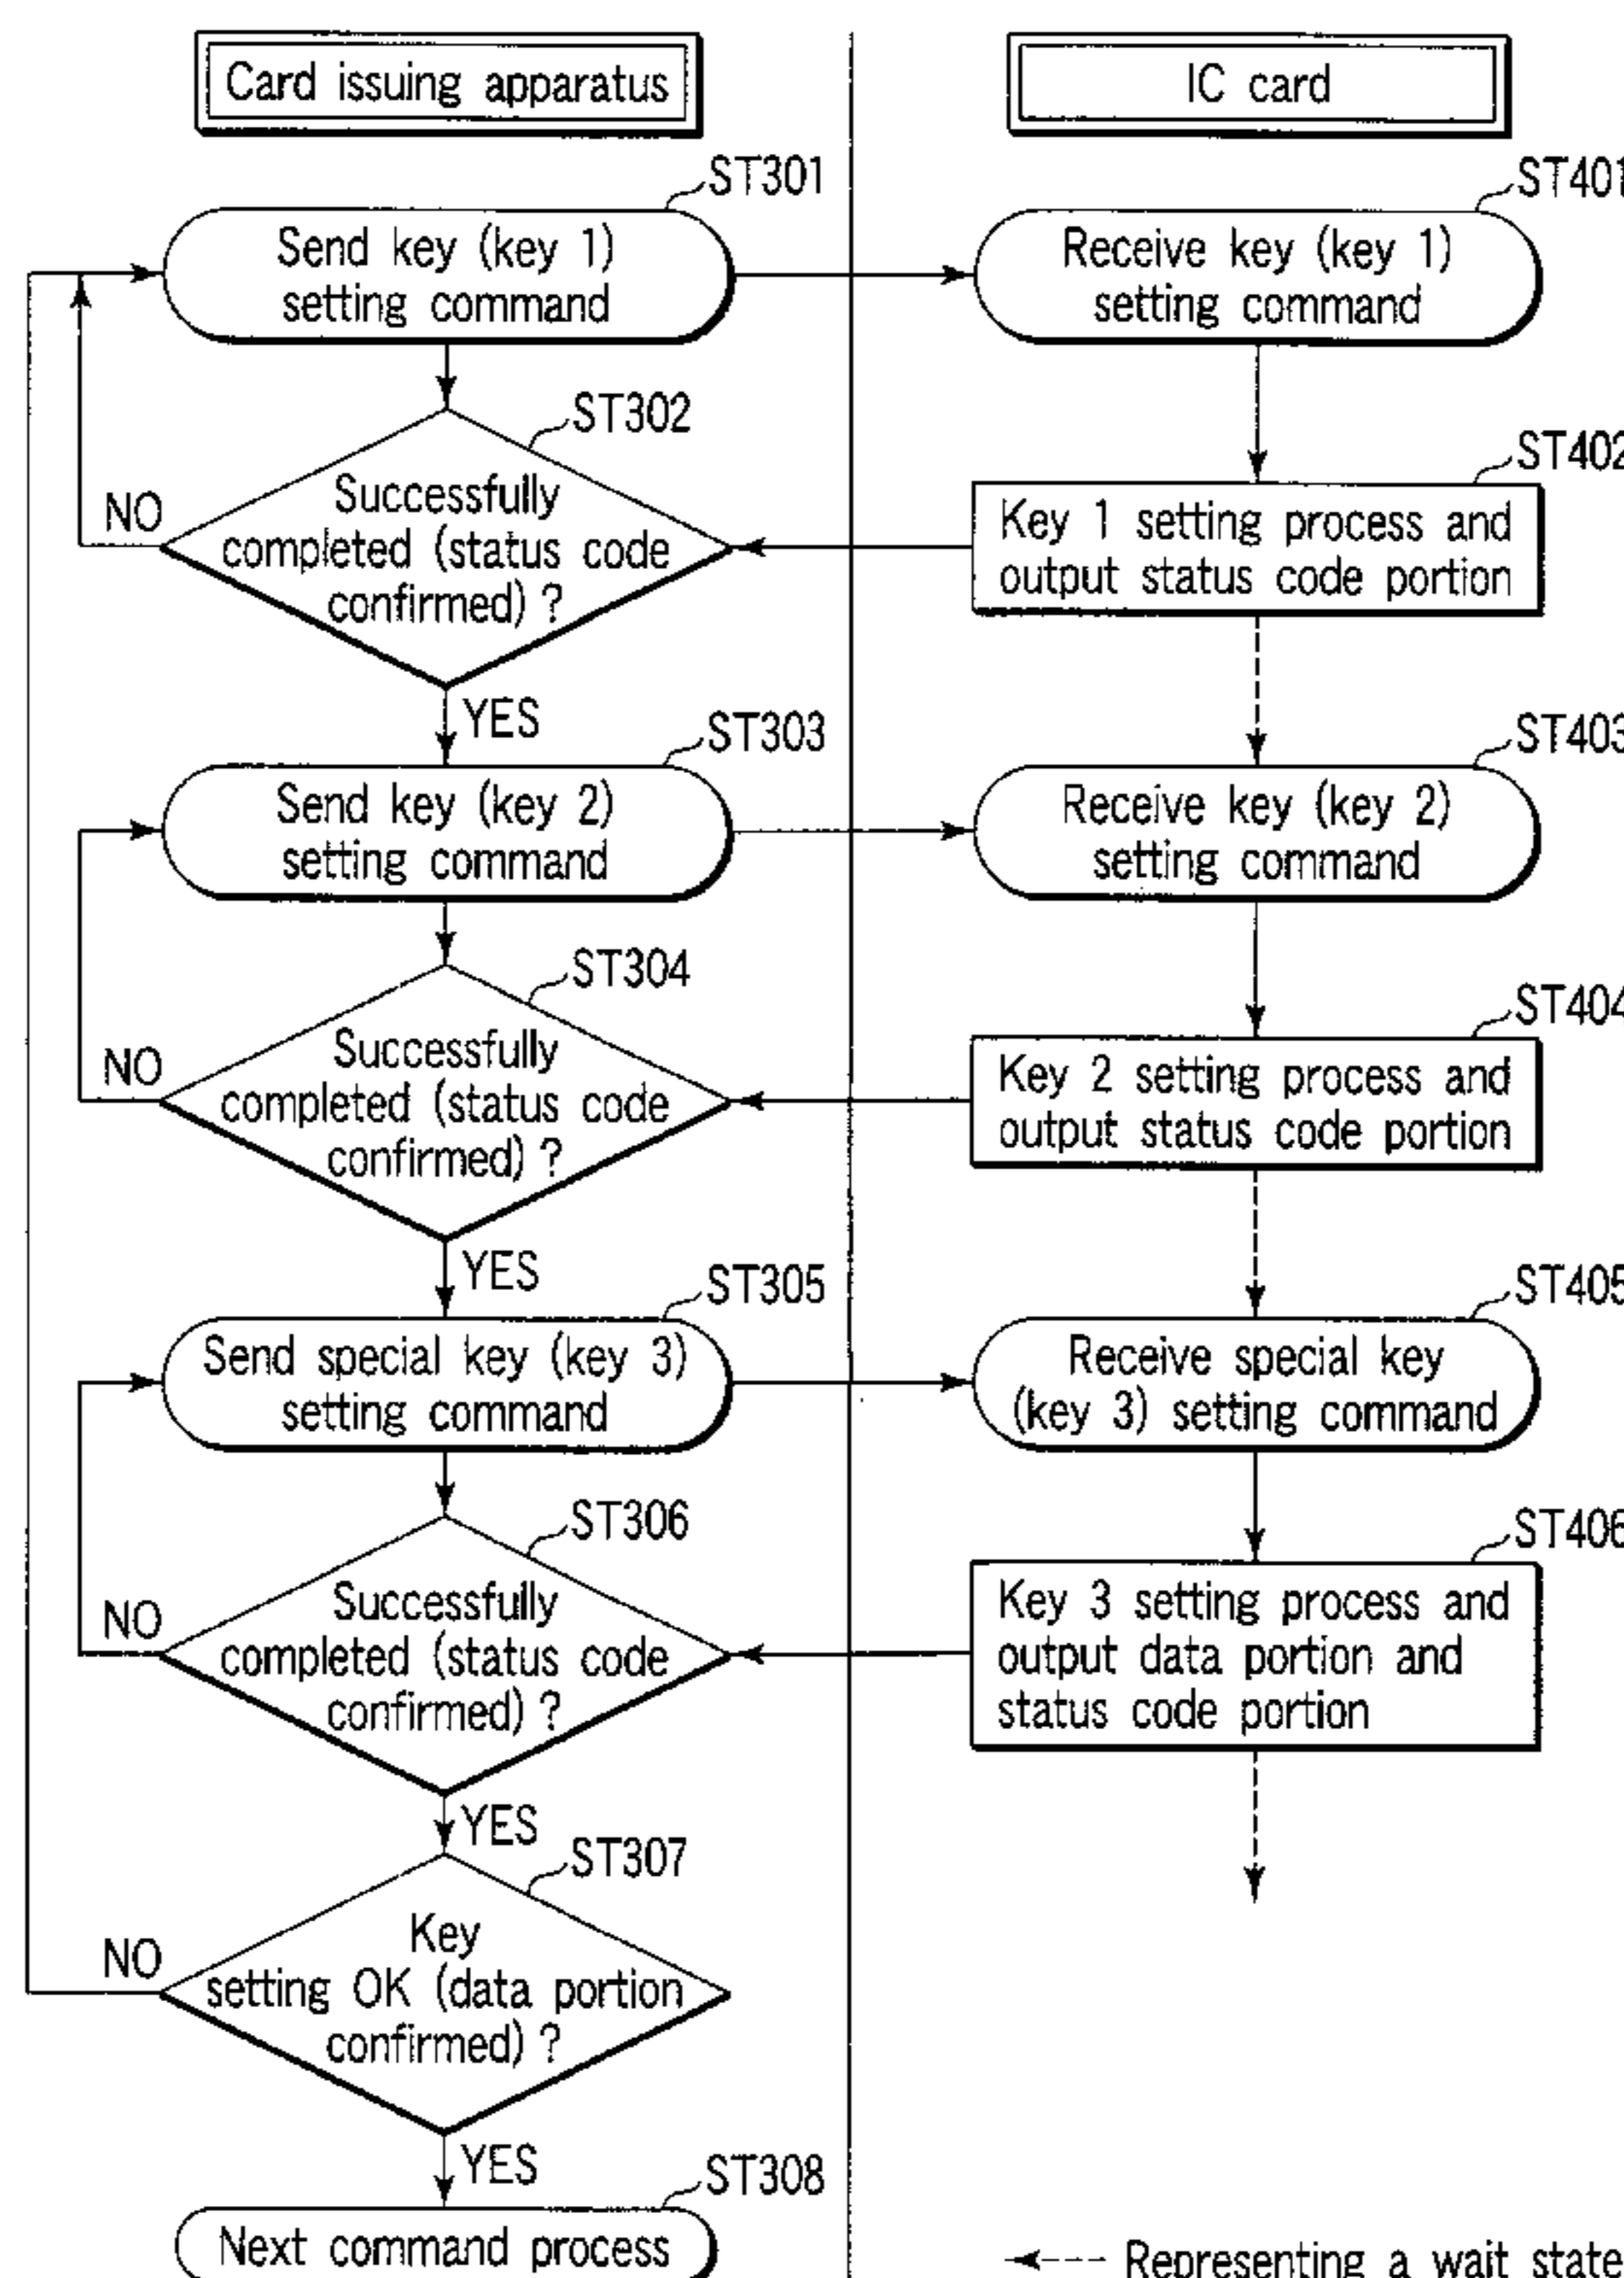 Card issuing apparatus
IC card
ST301
Send key (key 1)
setting command
ST401
Receive key (key 1)
setting command
ST302
Successfully
completed (status code
confirmed) ?
NO
YES
ST402
Key 1 setting process and
output status code portion
ST303
Send key (key 2)
setting command
ST403
Receive key (key 2)
setting command
ST304
Successfully
completed (status code
confirmed) ?
NO
YES
ST404
Key 2 setting process and
output status code portion
ST305
Send special key (key 3)
setting command
ST405
Receive special key
(key 3) setting command
ST306
Successfully
completed (status code
confirmed) ?
NO
YES
ST406
Key 3 setting process and
output data portion and
status code portion
ST307
Key
setting OK (data portion
confirmed) ?
NO
YES
ST308
Next command process
Representing a wait state